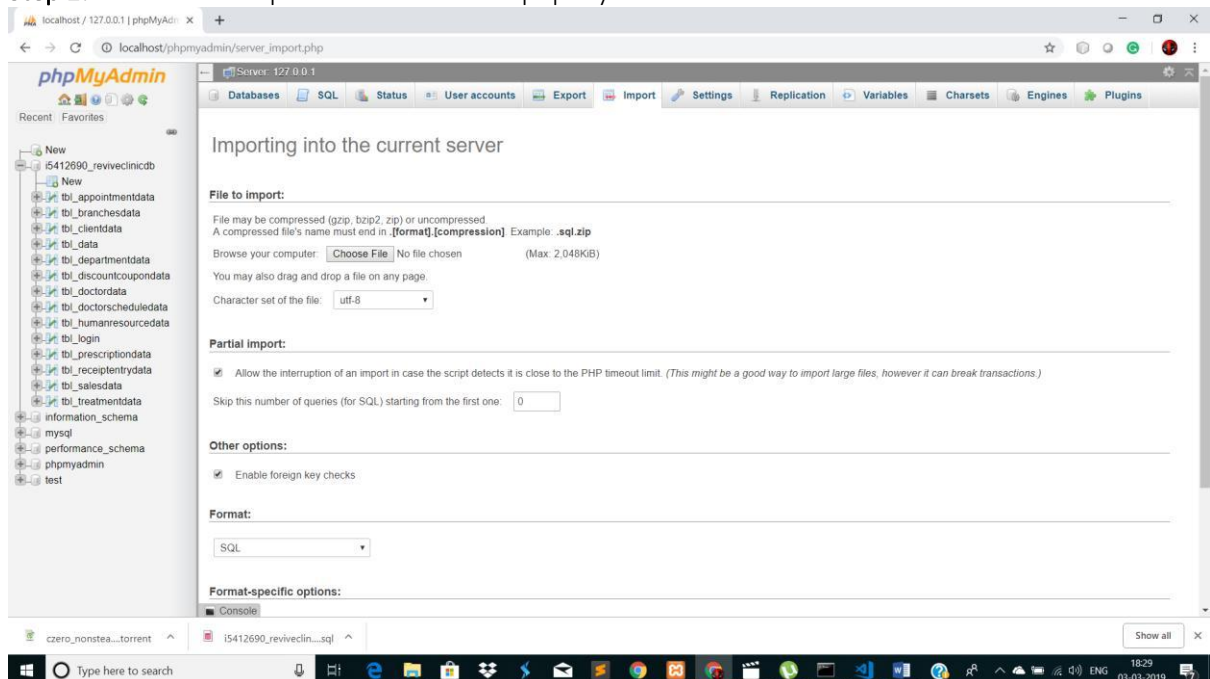 localhost / 127.0.0.1 | phpMyAdm
localhost/phpmyadmin/server_import.php
phpMyAdmin
Recent Favorites
New
i5412690_reviveclinicdb
New
tbl_appointmentdata
tbl_branchesdata
tbl_clientdata
tbl_data
tbl_departmentdata
tbl_discountcoupondata
tbl_doctordata
tbl_doctorscheduledata
tbl_humanresourcedata
tbl_login
tbl_prescriptiondata
tbl_receiptentrydata
tbl_salesdata
tbl_treatmentdata
information_schema
mysql
performance_schema
phpmyadmin
test
Server: 127.0.0.1
Databases SQL Status User accounts Export Import Settings Replication Variables Charsets Engines Plugins
Importing into the current server
File to import:
File may be compressed (gzip, bzip2, zip) or uncompressed.
A compressed file's name must end in .[format].[compression]. Example: .sql.zip
Browse your computer: Choose File No file chosen (Max: 2,048KiB)
You may also drag and drop a file on any page.
Character set of the file: utf-8
Partial import:
Allow the interruption of an import in case the script detects it is close to the PHP timeout limit. (This might be a good way to import large files, however it can break transactions.)
Skip this number of queries (for SQL) starting from the first one: 0
Other options:
Enable foreign key checks
Format:
SQL
Format-specific options:
Console
czero_nonstea....torrent
i5412690_reviveclin....sql
Show all
Type here to search
ENG
18:29
03-03-2019